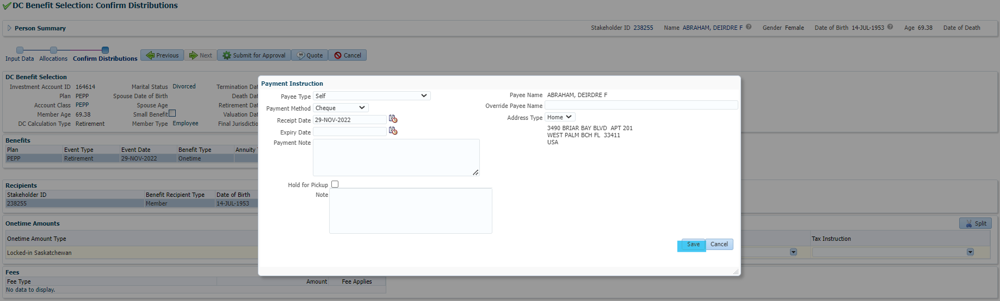 DC Benefit Selection: Confirm Distributions
Person Summary
Stakeholder ID 238255 Name ABRAHAM, DEIRDRE F Gender Female Date of Birth 14-JUL-1953 Age 69.38 Date of Death
Input Data Allocations Confirm Distributions Previous Next Submit for Approval Quote Cancel
DC Benefit Selection
Investment Account ID 164614 Marital Status Divorced Termination Dat
Plan PEPP Spouse Date of Birth Death Dat
Account Class PEPP Spouse Age Retirement Dat
Member Age 69.38 Small Benefit Valuation Dat
DC Calculation Type Retirement Member Type Employee Final Jurisdictio
Benefits
Plan Event Type Event Date Benefit Type Annuity
PEPP Retirement 29-NOV-2022 Onetime
Recipients
Stakeholder ID Benefit Recipient Type Date of Birth
238255 Member 14-JUL-1953
Onetime Amounts
Split
Onetime Amount Type Tax Instruction
Locked-in Saskatchewan
Fees
Fee Type Amount Fee Applies
No data to display.
Payment Instruction
Payee Type Self
Payment Method Cheque
Receipt Date 29-NOV-2022
Expiry Date
Payment Note
Hold for Pickup
Note
Payee Name ABRAHAM, DEIRDRE F
Override Payee Name
Address Type Home
3490 BRIAR BAY BLVD APT 201
WEST PALM BCH FL 33411
USA
Save Cancel